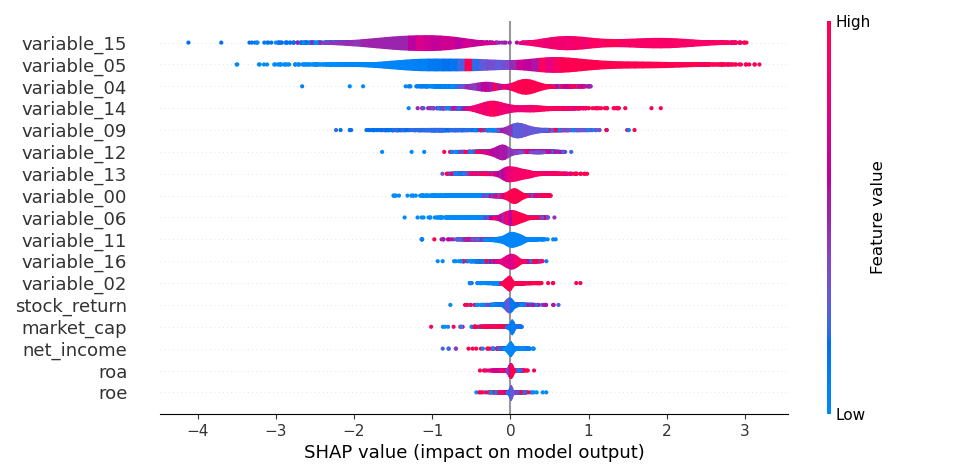 High
variable_15
variable_05
variable_04
variable_14
variable_09
variable_12
variable_13
variable_00
variable_06
variable_11
variable_16
variable_02
stock_return
market_cap
net_income
roa
roe
Feature value
Low
−4 −3 −2 −1 0 1 2 3
SHAP value (impact on model output)